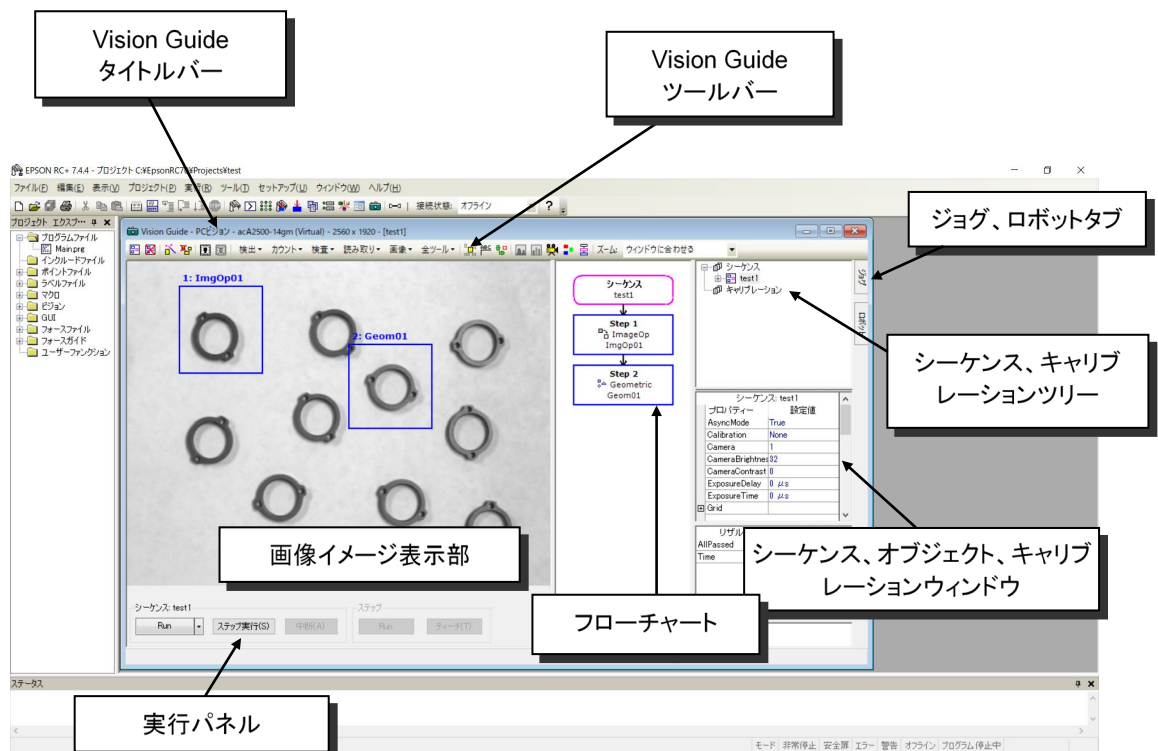 Vision Guide
タイトルバー
Vision Guide
ツールバー
EPSON RC+ 7.4.4 - プロジェクト C:¥EpsonRC70¥Projects¥test
ファイル(F) 編集(E) 表示(V) プロジェクト(P) 実行(R) ツール(T) セットアップ(U) ウィンドウ(W) ヘルプ(H)
接続状態: オフライン
プロジェクト エクスプ…
プログラムファイル
Main.prg
インクルードファイル
ポイントファイル
ラベルファイル
マクロ
ビジョン
GUI
フォースファイル
フォースガイド
ユーザーファンクション
Vision Guide - PCビジョン - acA2500-14gm (Virtual) - 2560 x 1920 - [test1]
検出 カウント 検査 読み取り 画像 全ツール ズーム: ウィンドウに合わせる
1: ImgOp01
2: Geom01
シーケンス
test1
Step 1
ImageOp
ImgOp01
Step 2
Geometric
Geom01
シーケンス
test1
キャリブレーション
ジョグ
ロボット
ジョグ、ロボットタブ
シーケンス、キャリブ
レーションツリー
シーケンス: test1
プロパティー 設定値
AsyncMode True
Calibration None
Camera 1
CameraBrightnes 32
CameraContrast 0
ExposureDelay 0 μs
ExposureTime 0 μs
Grid
リザル
AllPassed
Time
シーケンス、オブジェクト、キャリブ
レーションウィンドウ
画像イメージ表示部
フローチャート
シーケンス: test1
Run ステップ実行(S) 中断(A)
ステップ
Run ティーチ(T)
実行パネル
ステータス
モード 非常停止 安全扉 エラー 警告 オフライン プログラム停止中